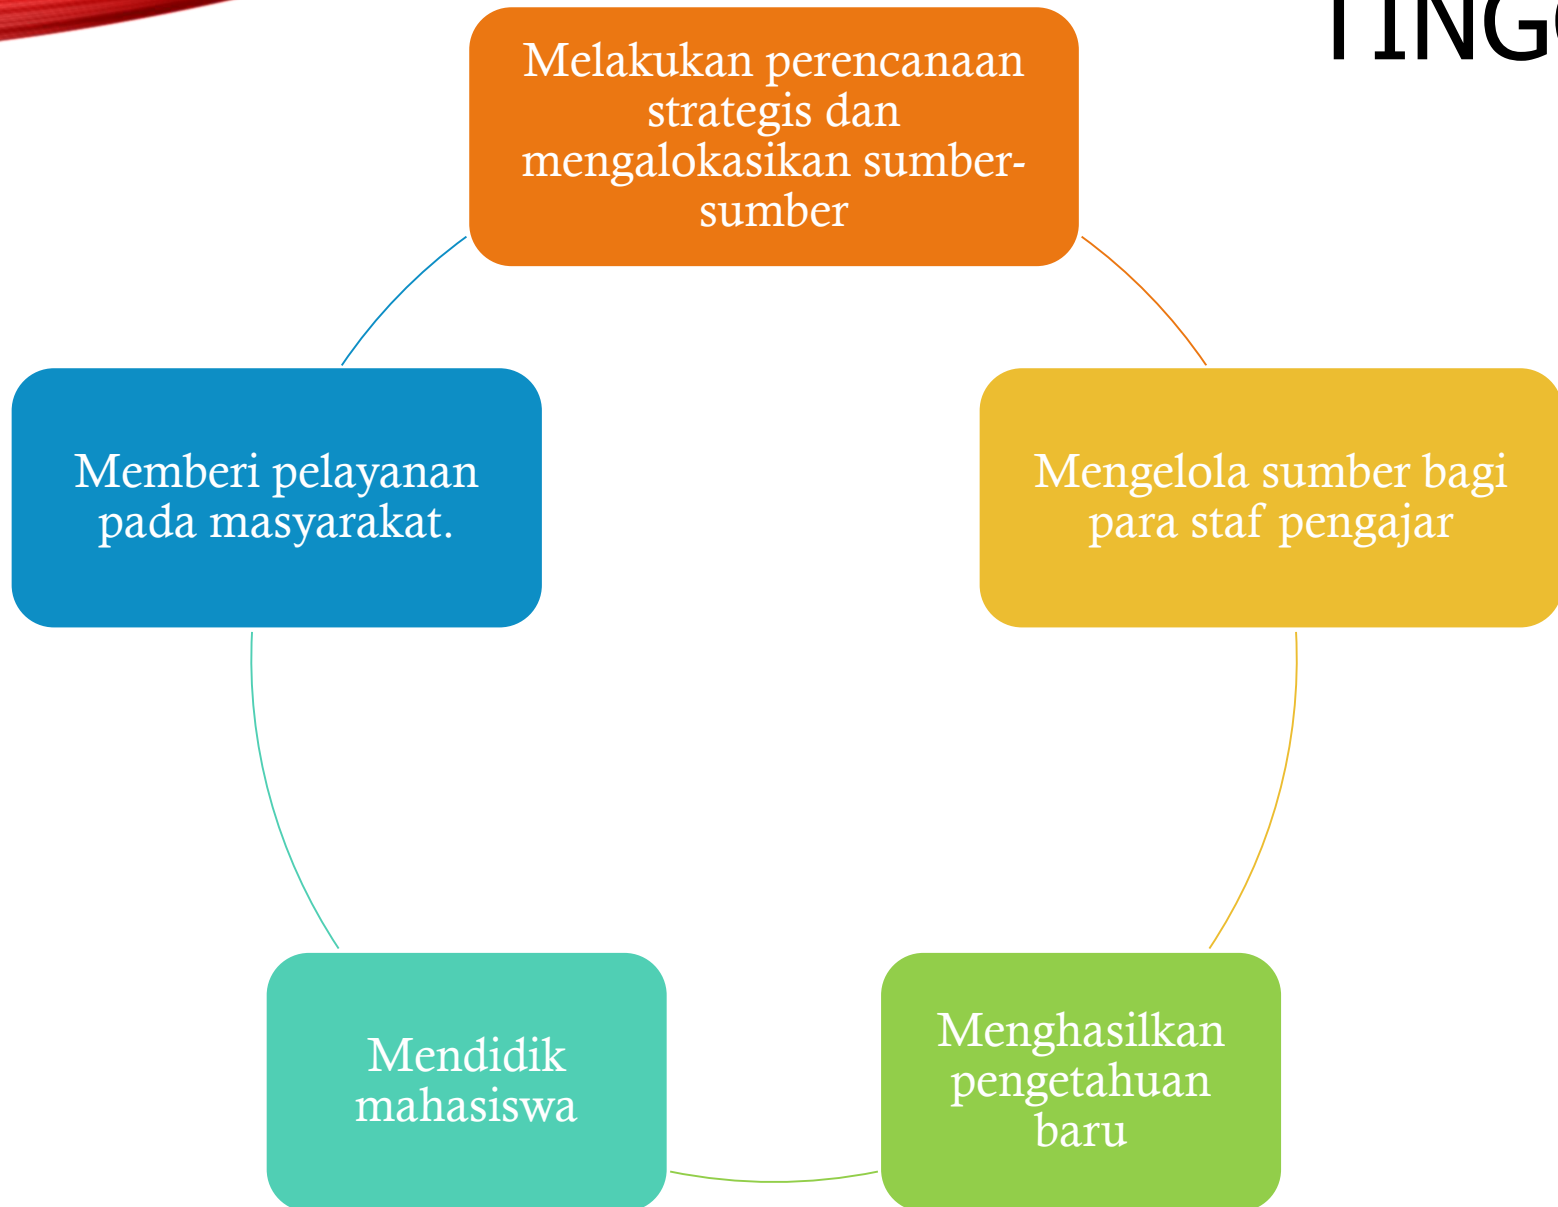 Melakukan perencanaan
strategis dan
mengalokasikan sumber-
sumber
Mengelola sumber bagi
para staf pengajar
Menghasilkan
pengetahuan
baru
Mendidik
mahasiswa
Memberi pelayanan
pada masyarakat.